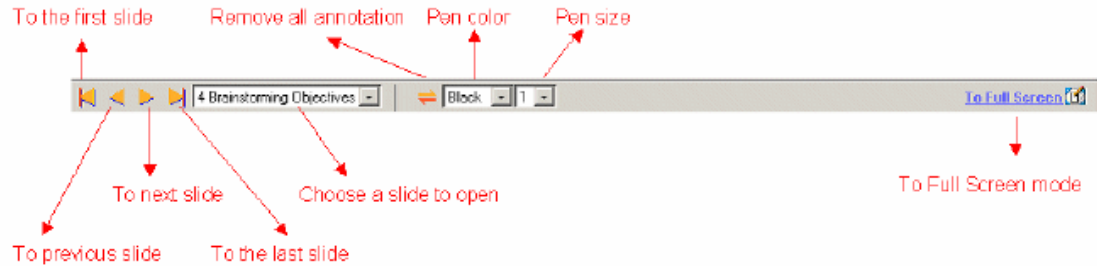 To the first slide
Remove all annotation
Pen color
Pen size
4 Brainstorming Objectives
Black
1
To Full Screen
To next slide
Choose a slide to open
To Full Screen mode
To previous slide
To the last slide